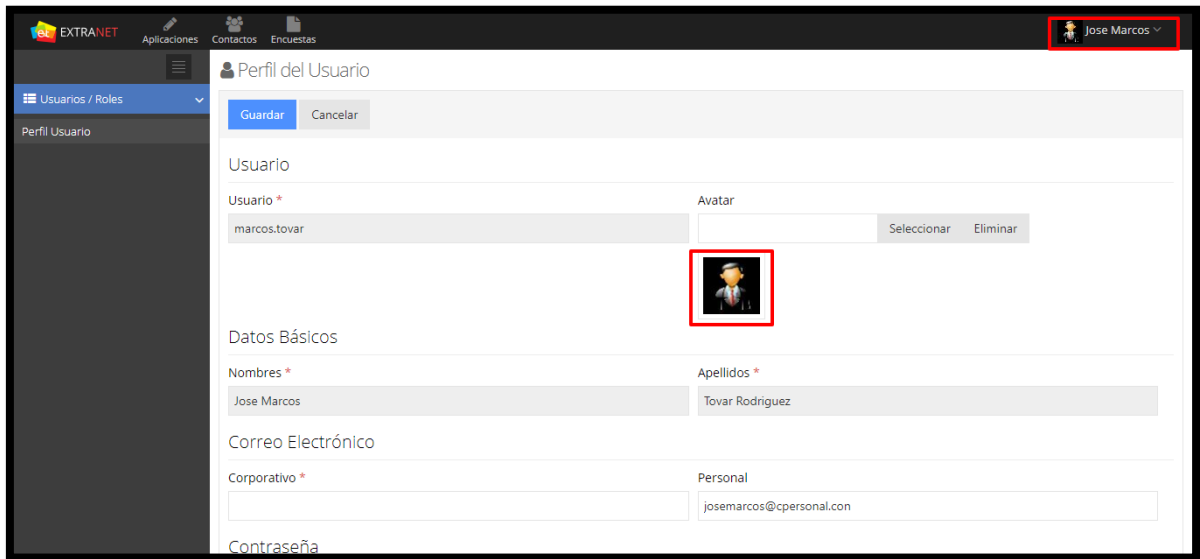 EXTRANET
Aplicaciones Contactos Encuestas
Jose Marcos
Perfil del Usuario
Usuarios / Roles
Guardar Cancelar
Perfil Usuario
Usuario
Usuario * Avatar
marcos.tovar Seleccionar Eliminar
Datos Básicos
Nombres * Apellidos *
Jose Marcos Tovar Rodriguez
Correo Electrónico
Corporativo * Personal
josemarcos@cpersonal.con
Contraseña